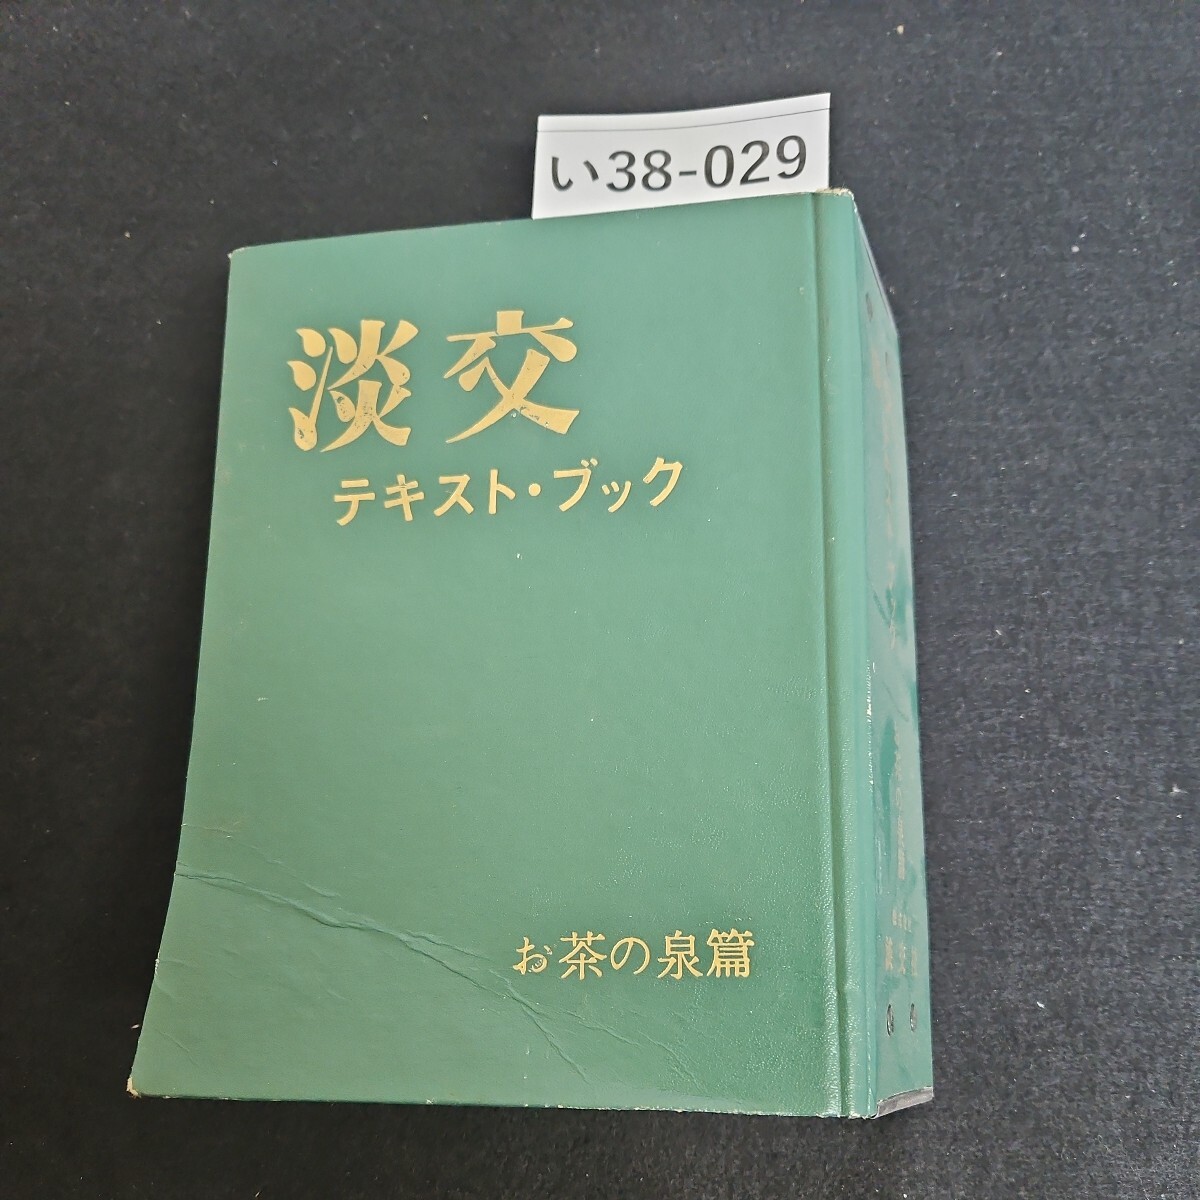 い38-029
淡交
テキスト・ブック
お茶の泉篇